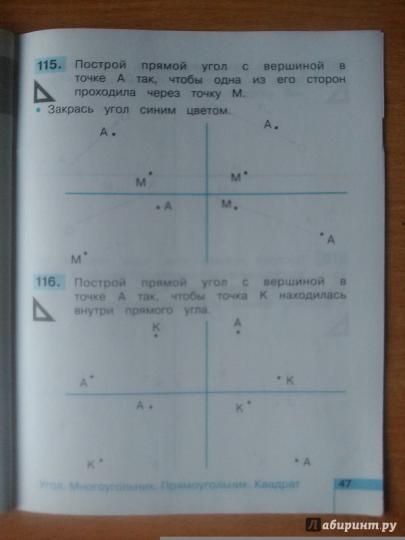 115. Построй прямой угол с вершиной в
точке А так, чтобы одна из его сторон
проходила через точку М.
• Закрась угол синим цветом.
А
А
М
М
А
М
А
М
116. Построй прямой угол с вершиной в
точке А так, чтобы точка К находилась
внутри прямого угла.
К
А
А
К
А
К
К
А
Угол. Многоугольник. Прямоугольник. Квадрат
47
лабиринт.ру